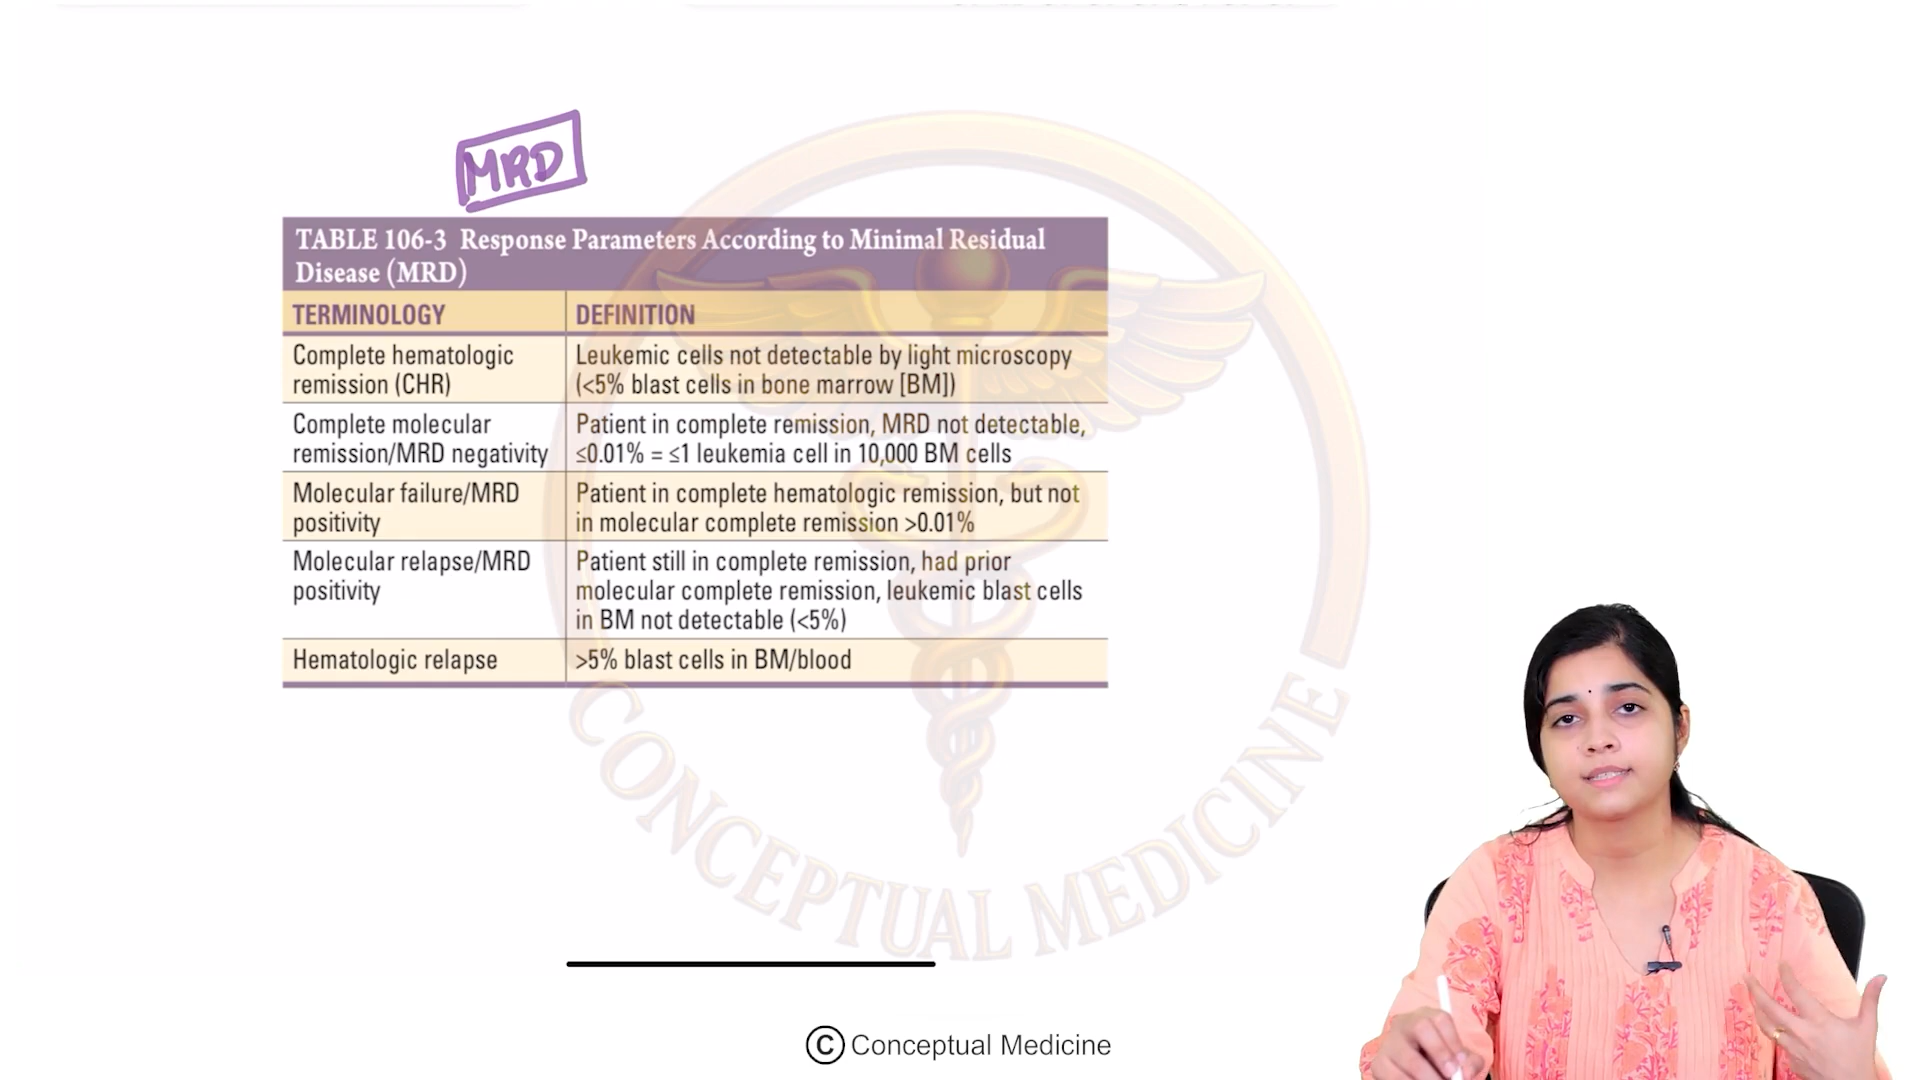 MRD
TABLE 106-3 Response Parameters According to Minimal Residual
Disease (MRD)
TERMINOLOGY
DEFINITION
Complete hematologic
remission (CHR)
Leukemic cells not detectable by light microscopy
(<5% blast cells in bone marrow [BM])
Complete molecular
remission/MRD negativity
Patient in complete remission, MRD not detectable,
≤0.01% = ≤1 leukemia cell in 10,000 BM cells
Molecular failure/MRD
positivity
Patient in complete hematologic remission, but not
in molecular complete remission >0.01%
Molecular relapse/MRD
positivity
Patient still in complete remission, had prior
molecular complete remission, leukemic blast cells
in BM not detectable (<5%)
Hematologic relapse
>5% blast cells in BM/blood
CONCEPTUAL MEDICINE
© Conceptual Medicine